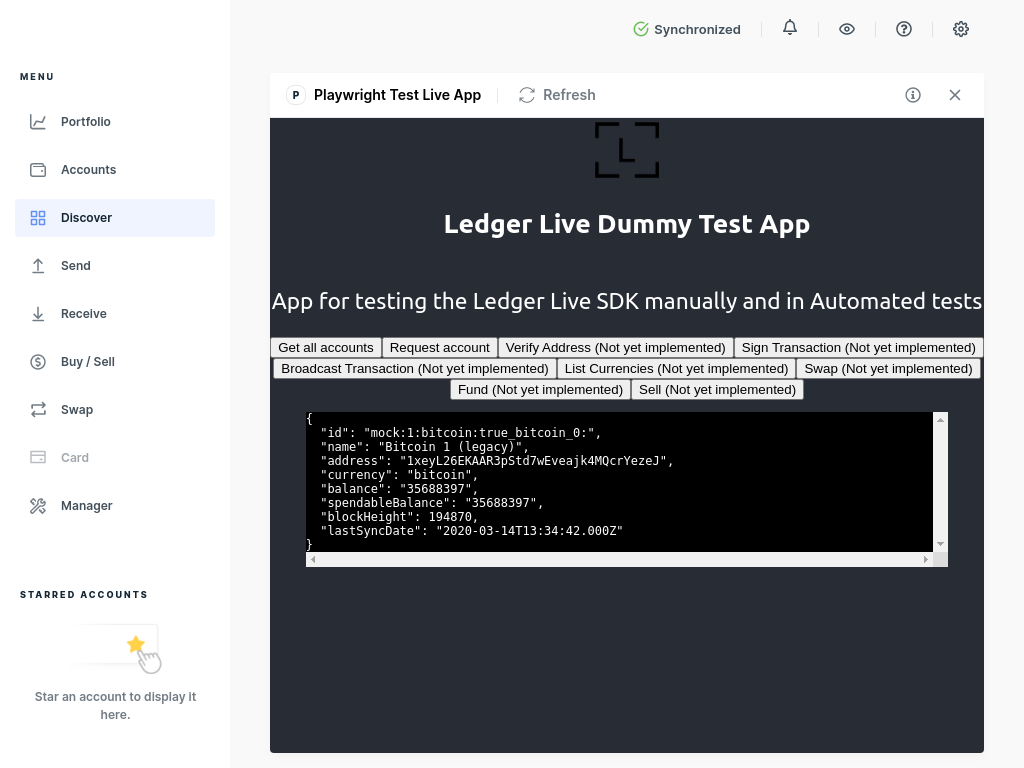 Synchronized
MENU
Portfolio
Accounts
Discover
Send
Receive
Buy / Sell
Swap
Card
Manager
STARRED ACCOUNTS
Star an account to display it
here.
P Playwright Test Live App Refresh
L
Ledger Live Dummy Test App
App for testing the Ledger Live SDK manually and in Automated tests
Get all accounts Request account Verify Address (Not yet implemented) Sign Transaction (Not yet implemented)
Broadcast Transaction (Not yet implemented) List Currencies (Not yet implemented) Swap (Not yet implemented)
Fund (Not yet implemented) Sell (Not yet implemented)
{
"id": "mock:1:bitcoin:true_bitcoin_0:",
"name": "Bitcoin 1 (legacy)",
"address": "1xeyL26EKAAR3pStd7wEveajk4MQcrYezeJ",
"currency": "bitcoin",
"balance": "35688397",
"spendableBalance": "35688397",
"blockHeight": 194870,
"lastSyncDate": "2020-03-14T13:34:42.000Z"
}